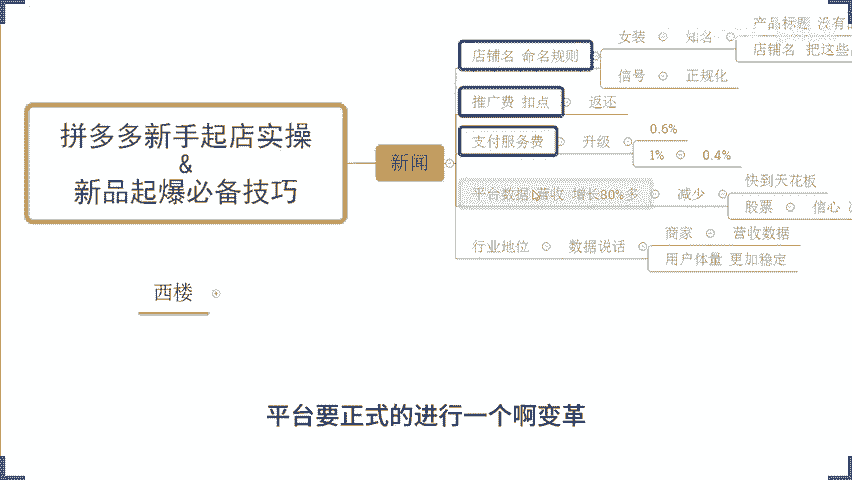 拼多多新手起店实操
&
新品起爆必备技巧
新闻
店铺名 命名规则
女装
知名
产品标题 没有
店铺名 把这些
信号
正规化
推广费 扣点
返还
支付服务费
升级
0.6%
1%
0.4%
平台数据 营收 增长80%多
减少
快到天花板
股票
信心
行业地位
数据说话
商家
营收数据
用户体量 更加稳定
西楼
平台要正式的进行一个啊变革